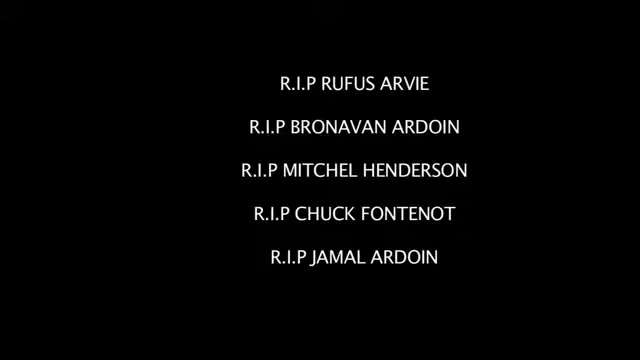 R.I.P RUFUS ARVIE
R.I.P BRONAVAN ARDOIN
R.I.P MITCHEL HENDERSON
R.I.P CHUCK FONTENOT
R.I.P JAMAL ARDOIN